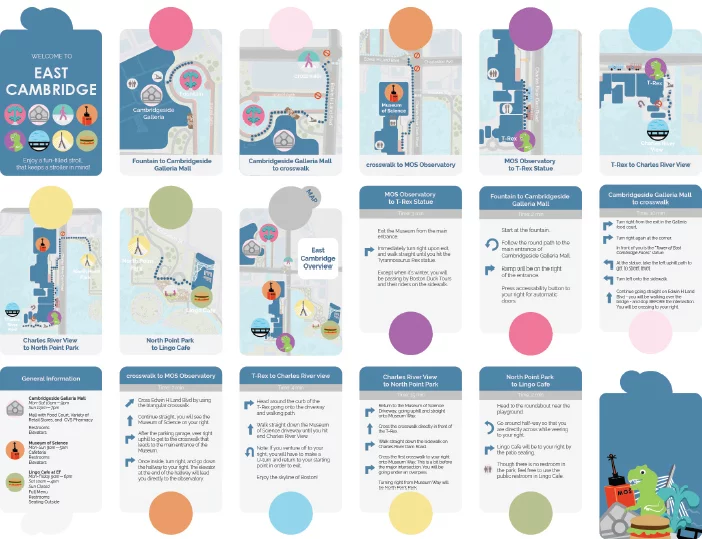 WELCOME TO
EAST
CAMBRIDGE
Enjoy a fun-filled stroll
that keeps a stroller in mind!
Cambridgeside
Galleria
Fountain to Cambridgeside
Galleria Mall
Cambridgeside Galleria Mall
to crosswalk
Museum
of Science
crosswalk to MOS Observatory
T-Rex
MOS Observatory
to T-Rex Statue
T-Rex
Charles River
View
T-Rex to Charles River View
Charles River View
to North Point Park
North Point Park
to Lingo Cafe
MAP
East
Cambridge
Overview
MOS Observatory
to T-Rex Statue
Exit the Museum from the main
entrance.
Immediately turn right upon exit,
and walk straight until you hit the
Tyrannosaurus Rex statue.
Except when it's winter, you will
be passing by Boston Duck Tours
and their riders on the sidewalk.
Fountain to Cambridgeside
Galleria Mall
Start at the fountain.
Follow the round path to the
main entrance of
Cambridgeside Galleria Mall.
Ramp will be on the right
of the entrance.
Press accessibility button to
your right for automatic
doors.
Cambridgeside Galleria Mall
to crosswalk
Turn right from the exit in the Galleria
food court.
Turn right again at the corner.
At the statue, take the left uphill path to
get to street level.
Turn left onto the sidewalk.
Continue going straight on Edwin H Land
Blvd - you will be walking over the
bridge - and stop BEFORE the intersection.
You will be crossing to your right.
General Information
Cambridgeside Galleria Mall
Mon-Sat 10am - 9pm
Sun 11am - 7pm
Mall with Food Court, Variety of
Retail Stores, and CVS Pharmacy
Restrooms
Elevators
Museum of Science
Mon-Sun 9am - 5pm
Cafeteria
Restrooms
Elevators
Lingo Cafe at EF
Sun Closed
Full Menu
Restrooms
Seating Outside
crosswalk to MOS Observatory
Cross Edwin H Land Blvd by using
the triangular crosswalk.
Continue straight, you will see the
Museum of Science on your right.
After the parking garage, veer right
uphill to get to the crosswalk that
leads to the main entrance of the
Museum.
Once inside, turn right, and go down
the hallway to your right. The elevator
at the end of the hallway will lead
you directly to the observatory.
T-Rex to Charles River view
Head around the curb of the
T-Rex going onto the driveway
and walking path.
Walk straight down the Museum
of Science driveway until you hit
end Charles River View.
Note: if you venture off to your
right, you will have to make a
U-turn and return to your starting
point in order to exit.
Enjoy the skyline of Boston!
Charles River View
to North Point Park
Return to the Museum of Science
Driveway, going uphill and straight
onto Museum Way.
Cross the crosswalk directly in front of
the T-Rex.
Walk straight down the sidewalk on
Charles River Dam Road.
Cross the first crosswalk to your right
onto Museum Way. This is a bit before
the major intersection. You will be
going under an overpass.
Turning right from Museum Way will
be North Point Park.
North Point Park
to Lingo Cafe
Head to the roundabout near the
playground.
Go around half-way so that you
are directly across while seeing
to your right.
Lingo Cafe will be to your right by
the patio seating.
Though there is no restroom in
the park, feel free to use the
public restroom in Lingo Cafe.
MOS